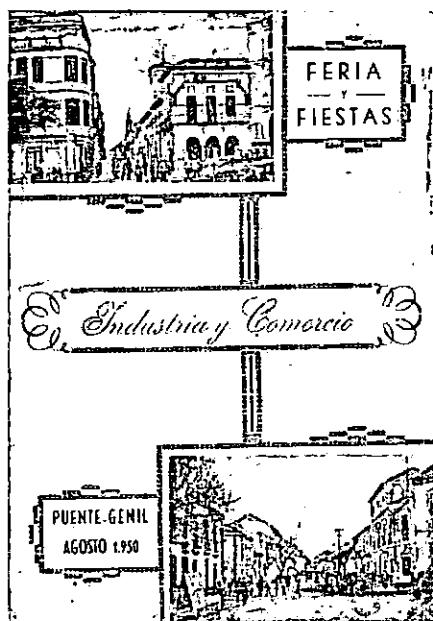 FERIA
Y
FIESTAS
Industria y Comercio
PUENTE-GENIL
AGOSTO 1.950